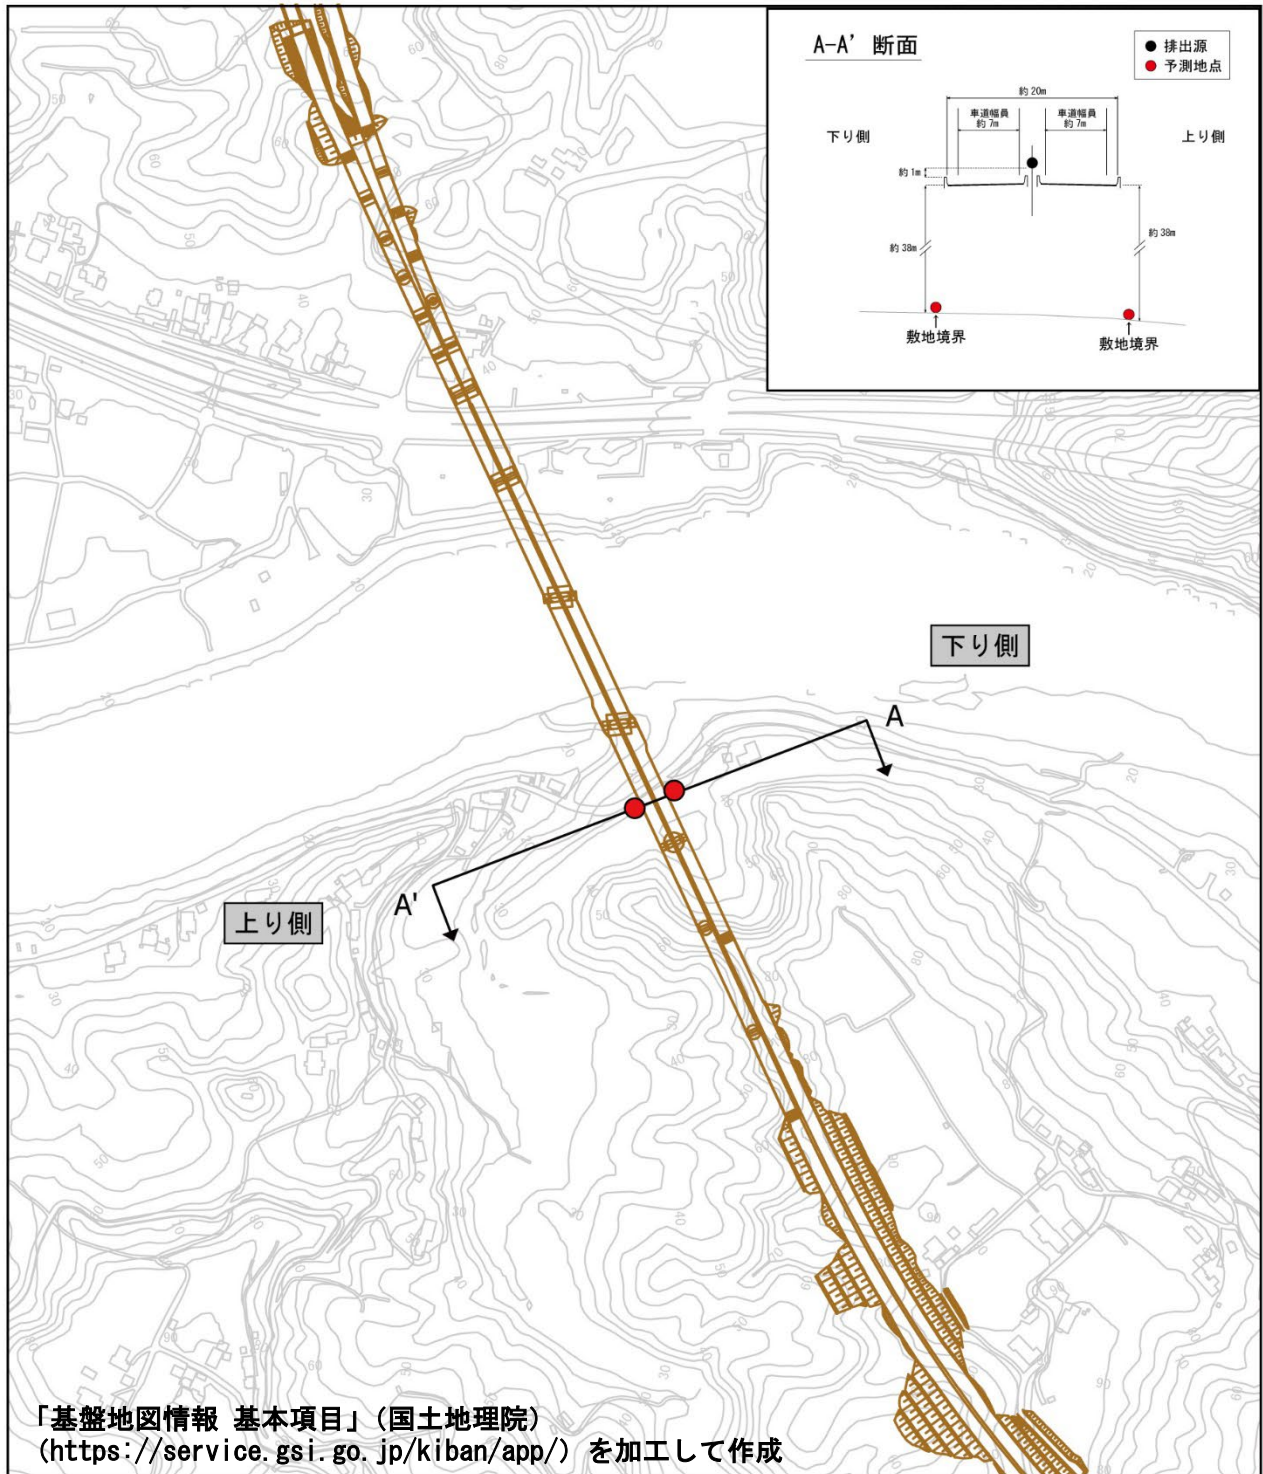 A-A’ 断面
● 排出源
● 予測地点
約20m
車道幅員
約7m
車道幅員
約7m
下り側
上り側
約1m
約38m
約38m
敷地境界
敷地境界
下り側
A
A'
上り側
「基盤地図情報 基本項目」(国土地理院)
(https://service.gsi.go.jp/kiban/app/) を加工して作成